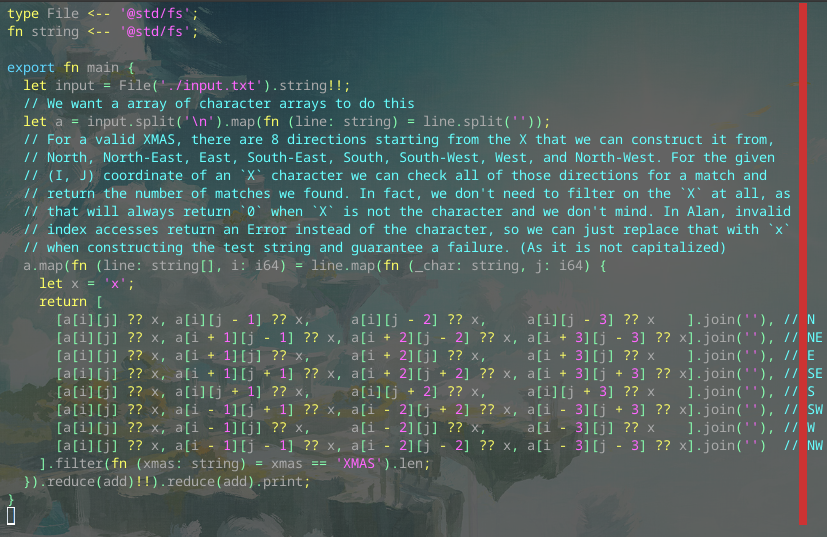 type File <-- '@std/fs';
fn string <-- '@std/fs';

export fn main {
  let input = File('./input.txt').string!!;
  // We want a array of character arrays to do this
  let a = input.split('\n').map(fn (line: string) = line.split(''));
  // For a valid XMAS, there are 8 directions starting from the X that we can construct it from,
  // North, North-East, East, South-East, South, South-West, West, and North-West. For the given
  // (I, J) coordinate of an `X` character we can check all of those directions for a match and
  // return the number of matches we found. In fact, we don't need to filter on the `X` at all, as
  // that will always return `0` when `X` is not the character and we don't mind. In Alan, invalid
  // index accesses return an Error instead of the character, so we can just replace that with `x`
  // when constructing the test string and guarantee a failure. (As it is not capitalized)
  a.map(fn (line: string[], i: i64) = line.map(fn (_char: string, j: i64) {
    let x = 'x';
    return [
      [a[i][j] ?? x, a[i][j - 1] ?? x,     a[i][j - 2] ?? x,     a[i][j - 3] ?? x    ].join(''), // N
      [a[i][j] ?? x, a[i + 1][j - 1] ?? x, a[i + 2][j - 2] ?? x, a[i + 3][j - 3] ?? x].join(''), // NE
      [a[i][j] ?? x, a[i + 1][j] ?? x,     a[i + 2][j] ?? x,     a[i + 3][j] ?? x    ].join(''), // E
      [a[i][j] ?? x, a[i + 1][j + 1] ?? x, a[i + 2][j + 2] ?? x, a[i + 3][j + 3] ?? x].join(''), // SE
      [a[i][j] ?? x, a[i][j + 1] ?? x,     a[i][j + 2] ?? x,     a[i][j + 3] ?? x    ].join(''), // S
      [a[i][j] ?? x, a[i - 1][j + 1] ?? x, a[i - 2][j + 2] ?? x, a[i - 3][j + 3] ?? x].join(''), // SW
      [a[i][j] ?? x, a[i - 1][j] ?? x,     a[i - 2][j] ?? x,     a[i - 3][j] ?? x    ].join(''), // W
      [a[i][j] ?? x, a[i - 1][j - 1] ?? x, a[i - 2][j - 2] ?? x, a[i - 3][j - 3] ?? x].join('')  // NW
    ].filter(fn (xmas: string) = xmas == 'XMAS').len;
  }).reduce(add)!!).reduce(add).print;
}